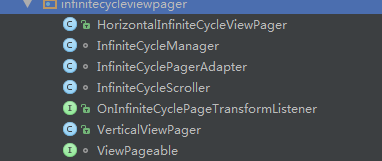 infinitecycleviewpager
HorizontalInfiniteCycleViewPager
InfiniteCycleManager
InfiniteCyclePagerAdapter
InfiniteCycleScroller
OnInfiniteCyclePageTransformListener
VerticalViewPager
ViewPageable